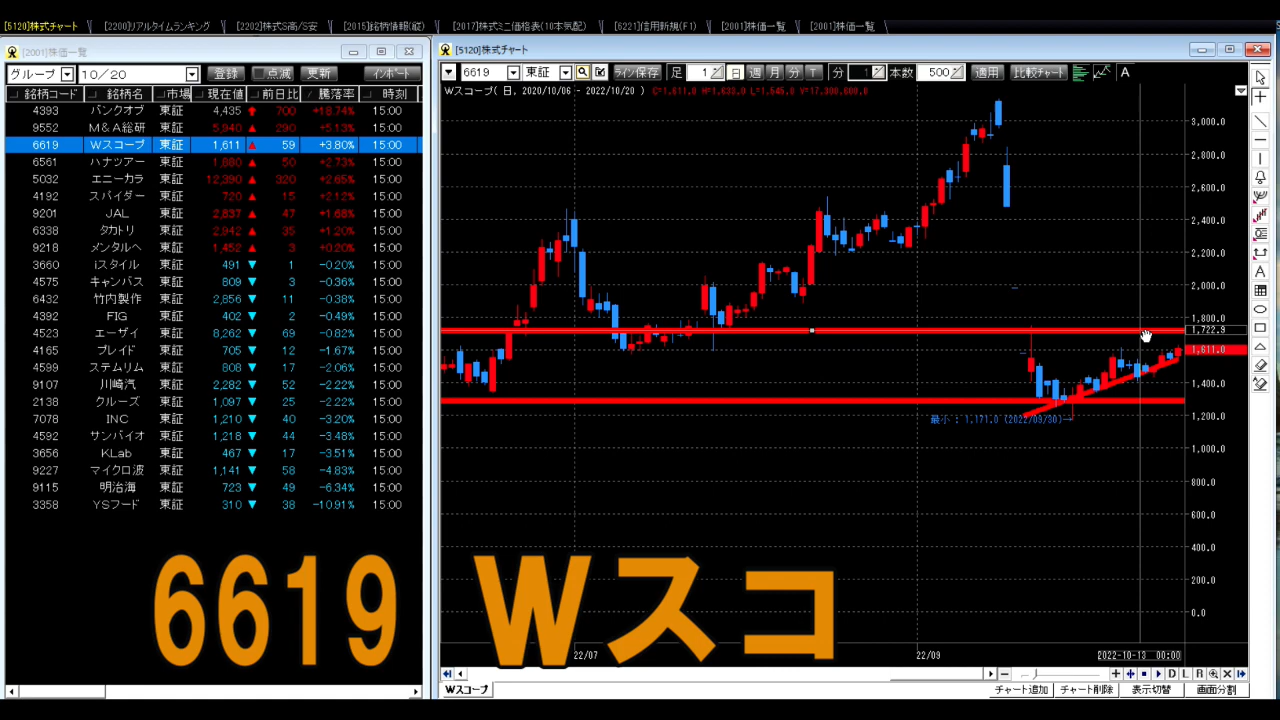 [5120]株式チャート [2200]リアルタイムランキング [2202]株式S高/S安 [2015]銘柄情報(縦) [2017]株式ミニ価格表(10本気配) [6221]信用新規(F1) [2001]株価一覧 [2001]株価一覧
[2001]株価一覧
グループ 10/20 登録 点滅 更新 インポート
銘柄コード 銘柄名 市場 現在値 前日比 騰落率 時刻
4393 バンクオブ 東証 4,435 ↑ 700 +18.74% 15:00
9552 M&A総研 東証 5,940 ▲ 290 +5.13% 15:00
6619 Wスコープ 東証 1,611 ▲ 59 +3.80% 15:00
6561 ハナツアー 東証 1,880 ▲ 50 +2.73% 15:00
5032 エニーカラ 東証 12,390 ▲ 320 +2.65% 15:00
4192 スパイダー 東証 720 ▲ 15 +2.12% 15:00
9201 JAL 東証 2,837 ▲ 47 +1.68% 15:00
6338 タカトリ 東証 2,942 ▲ 35 +1.20% 15:00
9218 メンタルヘ 東証 1,452 ▲ 3 +0.20% 15:00
3660 iスタイル 東証 491 ▼ 1 -0.20% 15:00
4575 キャンバス 東証 809 ▼ 3 -0.36% 15:00
6432 竹内製作 東証 2,856 ▼ 11 -0.38% 15:00
4392 FIG 東証 402 ▼ 2 -0.49% 15:00
4523 エーザイ 東証 8,262 ▼ 69 -0.82% 15:00
4165 プレイド 東証 705 ▼ 12 -1.67% 15:00
4599 ステムリム 東証 808 ▼ 17 -2.06% 15:00
9107 川崎汽 東証 2,282 ▼ 52 -2.22% 15:00
2138 クルーズ 東証 1,097 ▼ 25 -2.22% 15:00
7078 INC 東証 1,210 ▼ 40 -3.20% 15:00
4592 サンバイオ 東証 1,218 ▼ 44 -3.48% 15:00
3656 KLab 東証 467 ▼ 17 -3.51% 15:00
9227 マイクロ波 東証 1,141 ▼ 58 -4.83% 15:00
9115 明治海 東証 723 ▼ 49 -6.34% 15:00
3358 YSフード 東証 310 ▼ 38 -10.91% 15:00
[5120]株式チャート
6619 東証 ライン保存 足 1 日 週 月 分 T 分 1 本数 500 適用 比較チャート A
Wスコープ( 日, 2020/10/06 - 2022/10/20 ) C=1,611.0 H=1,639.0 L=1,545.0 V=17,308,600.0
3,000.0
2,800.0
2,600.0
2,400.0
2,200.0
2,000.0
1,800.0
1,722.9
1,611.0
1,400.0
最小 : 1,171.0 (2022/09/30)→
1,200.0
1,000.0
800.0
600.0
400.0
200.0
0.0
22/07 22/09 2022-10-13 00:00
D L R
Wスコープ チャート追加 チャート削除 表示切替 画面分割
6619 Wスコ